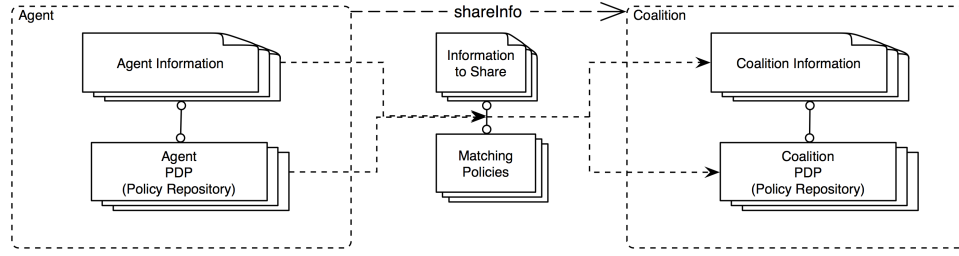 Agent
shareInfo
Coalition
Agent Information
Information
to Share
Coalition Information
Agent
PDP
(Policy Repository)
Matching
Policies
Coalition
PDP
(Policy Repository)